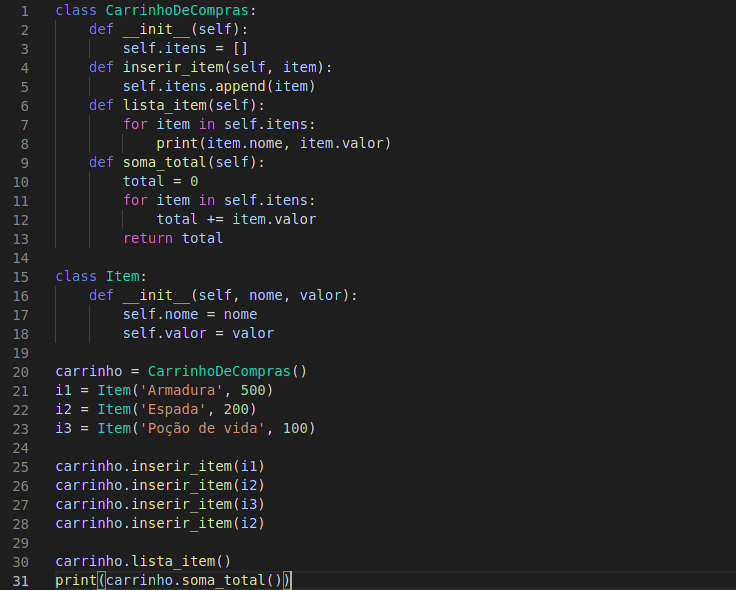 1 class CarrinhoDeCompras:
2     def __init__(self):
3         self.itens = []
4     def inserir_item(self, item):
5         self.itens.append(item)
6     def lista_item(self):
7         for item in self.itens:
8             print(item.nome, item.valor)
9     def soma_total(self):
10         total = 0
11         for item in self.itens:
12             total += item.valor
13         return total
14
15 class Item:
16     def __init__(self, nome, valor):
17         self.nome = nome
18         self.valor = valor
19
20 carrinho = CarrinhoDeCompras()
21 i1 = Item('Armadura', 500)
22 i2 = Item('Espada', 200)
23 i3 = Item('Poção de vida', 100)
24
25 carrinho.inserir_item(i1)
26 carrinho.inserir_item(i2)
27 carrinho.inserir_item(i3)
28 carrinho.inserir_item(i2)
29
30 carrinho.lista_item()
31 print(carrinho.soma_total())